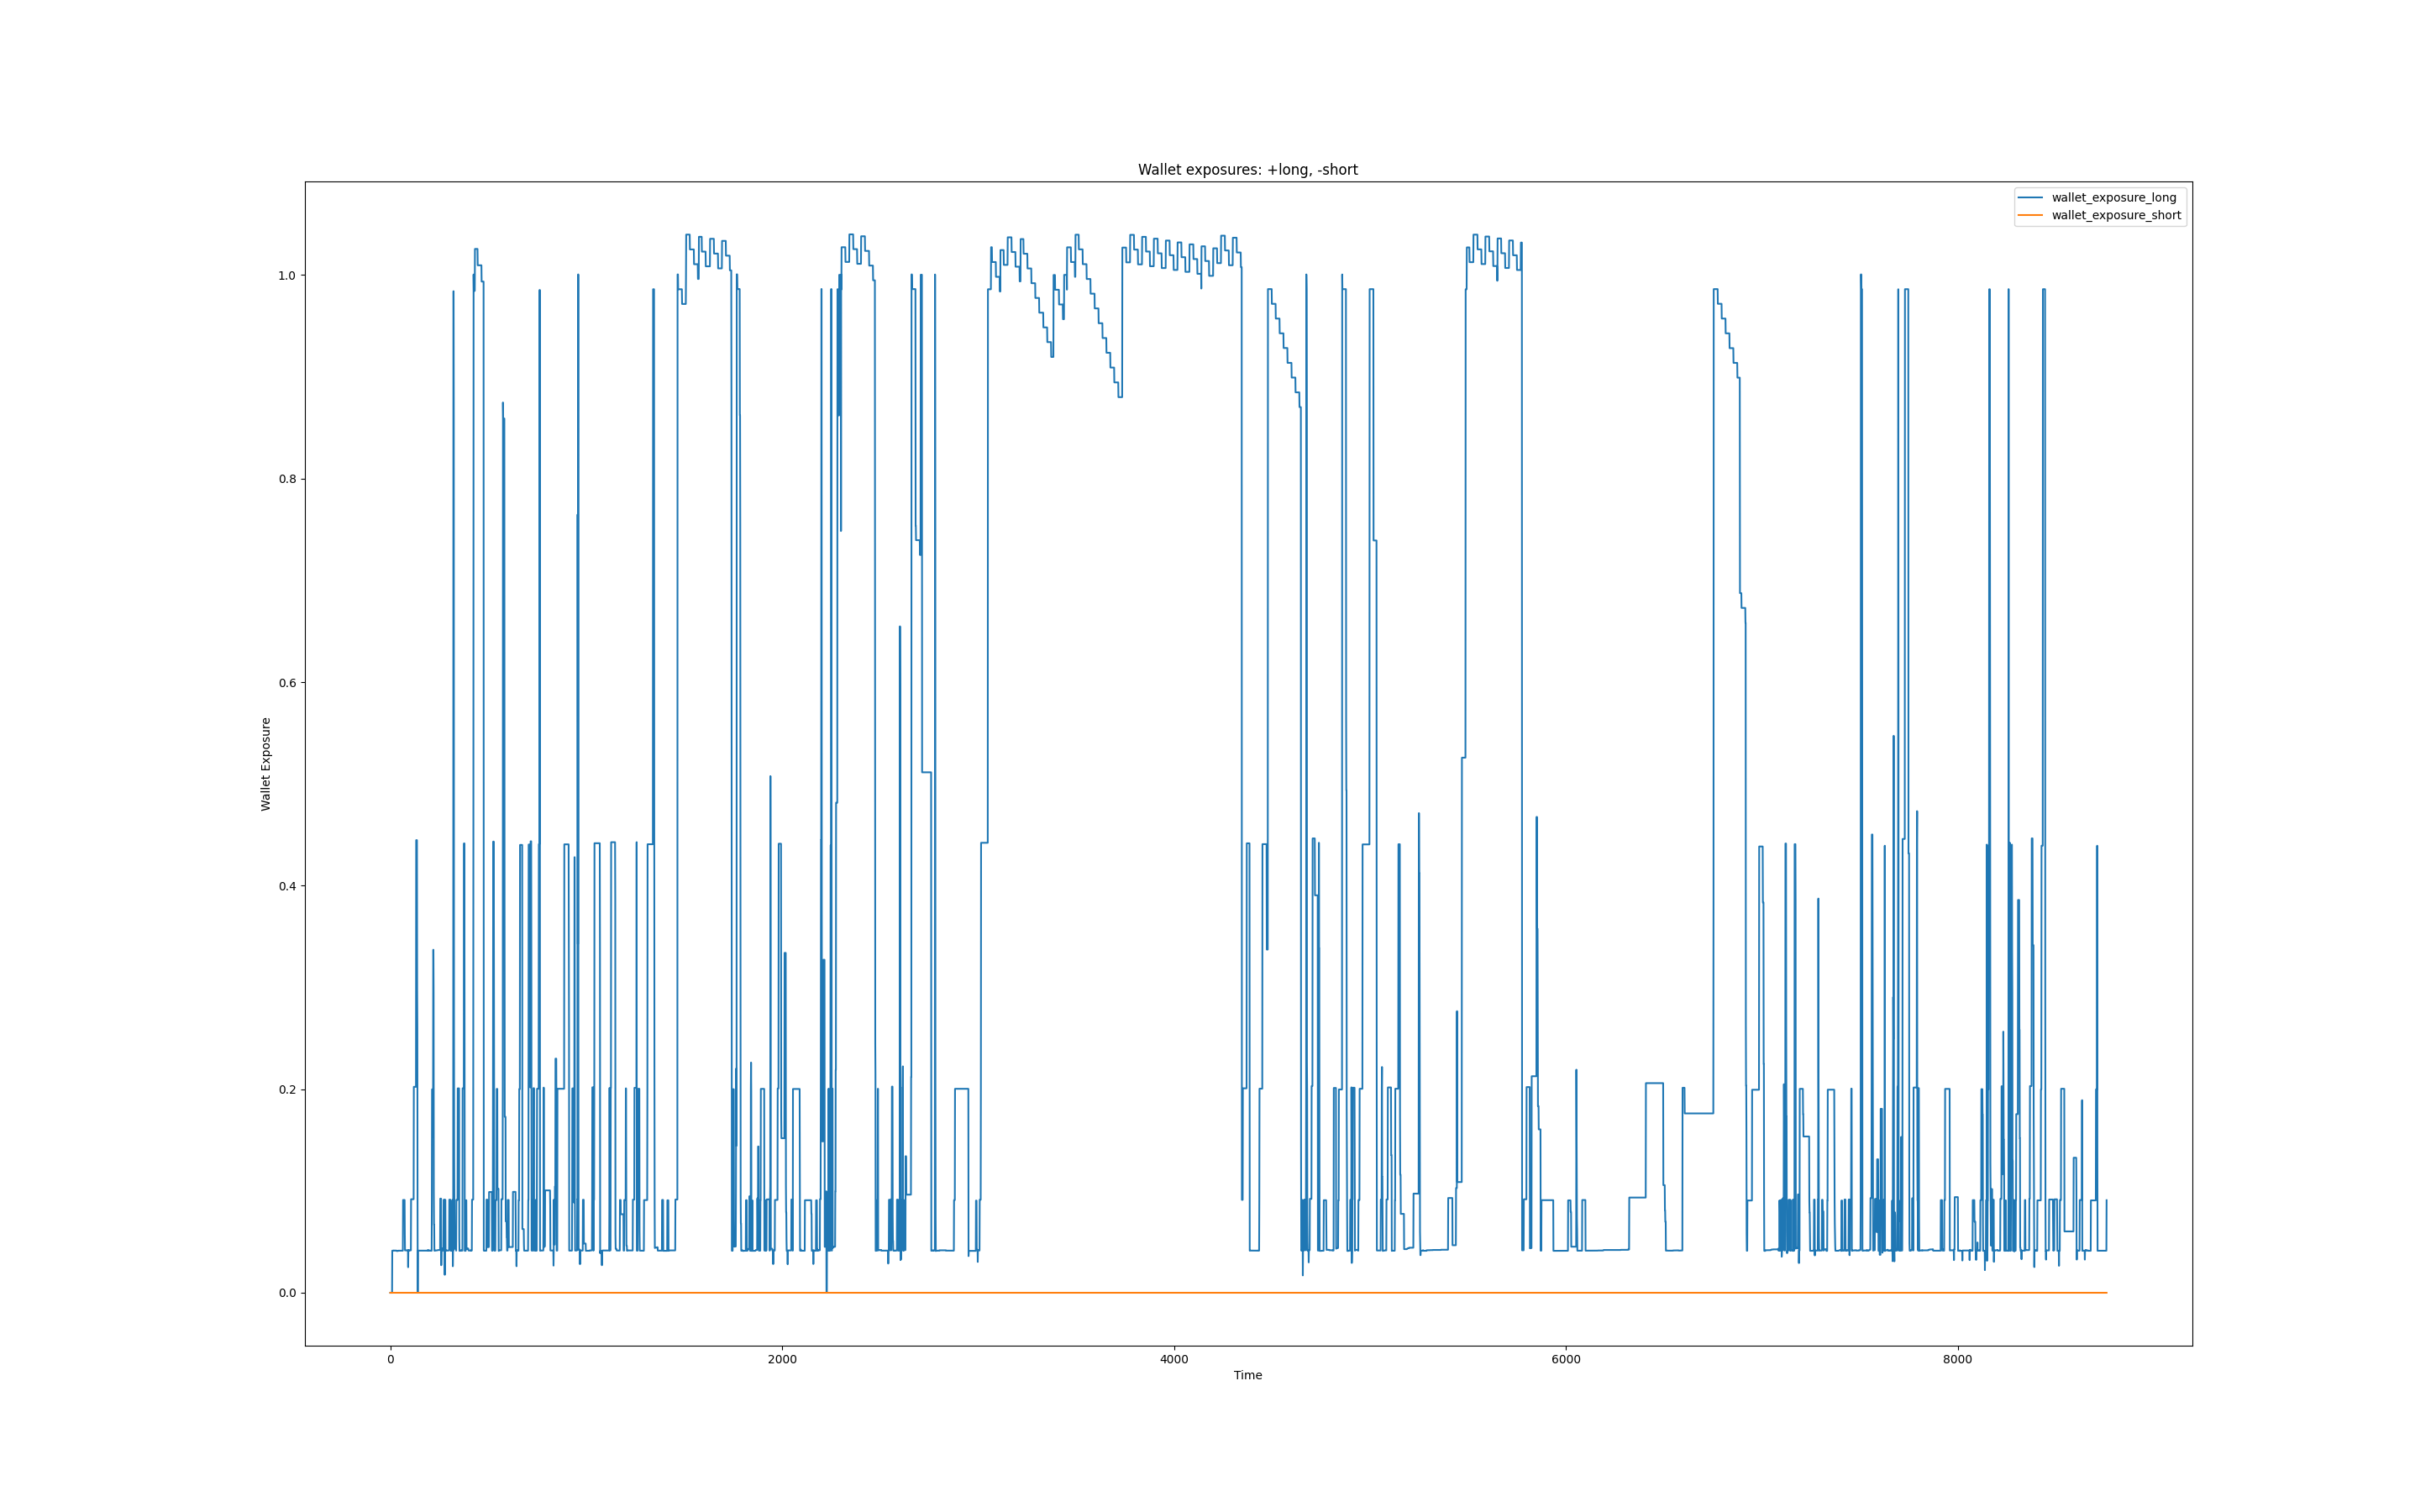 Wallet exposures: +long, -short
wallet_exposure_long
wallet_exposure_short
1.0
0.8
0.6
0.4
0.2
0.0
Wallet Exposure
0 2000 4000 6000 8000
Time